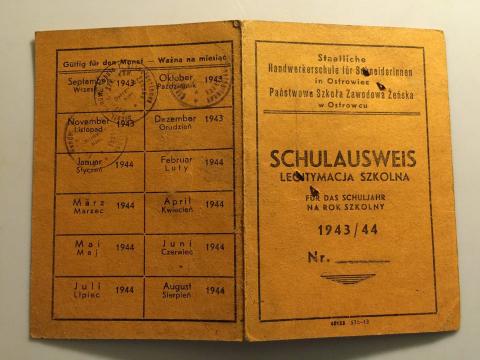 Gültig für den Monat — Ważna na miesiąc
September 1943 Oktober 1943
Wrzesień Październik
November 1943 Dezember 1943
Listopad Grudzień
Januar 1944 Februar 1944
Styczeń Luty
März 1944 April 1944
Marzec Kwiecień
Mai 1944 Juni 1944
Maj Czerwiec
Juli 1944 August 1944
Lipiec Sierpień
Staatliche
Handwerkerschule für Schneiderinnen
in Ostrowiec
Państwowa Szkoła Zawodowa Żeńska
w Ostrowcu
SCHULAUSWEIS
LEGITYMACJA SZKOLNA
FÜR DAS SCHULJAHR
NA ROK SZKOLNY
1943/44
Nr.